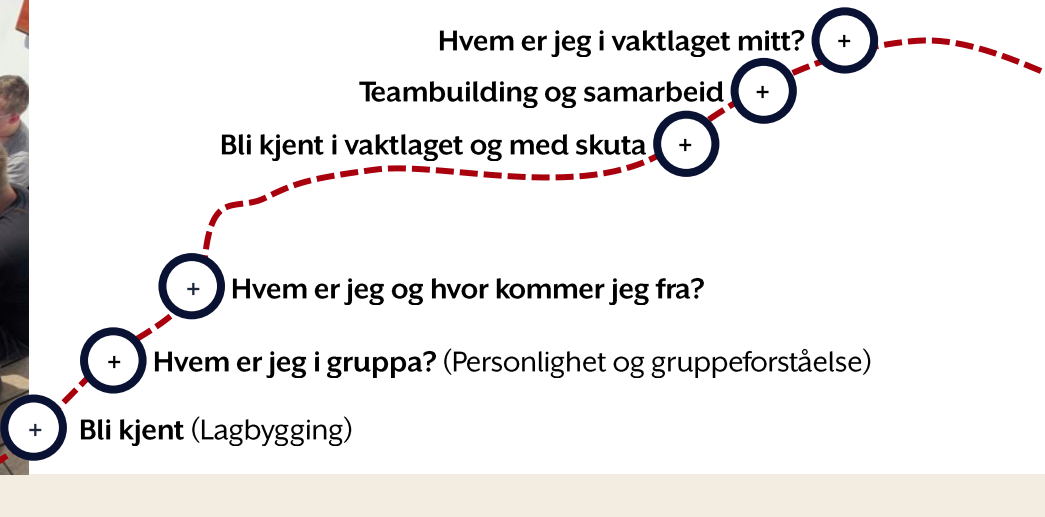 Hvem er jeg i vaktlaget mitt? +
Teambuilding og samarbeid +
Bli kjent i vaktlaget og med skuta +
+ Hvem er jeg og hvor kommer jeg fra?
+ Hvem er jeg i gruppa? (Personlighet og gruppeforståelse)
+ Bli kjent (Lagbygging)